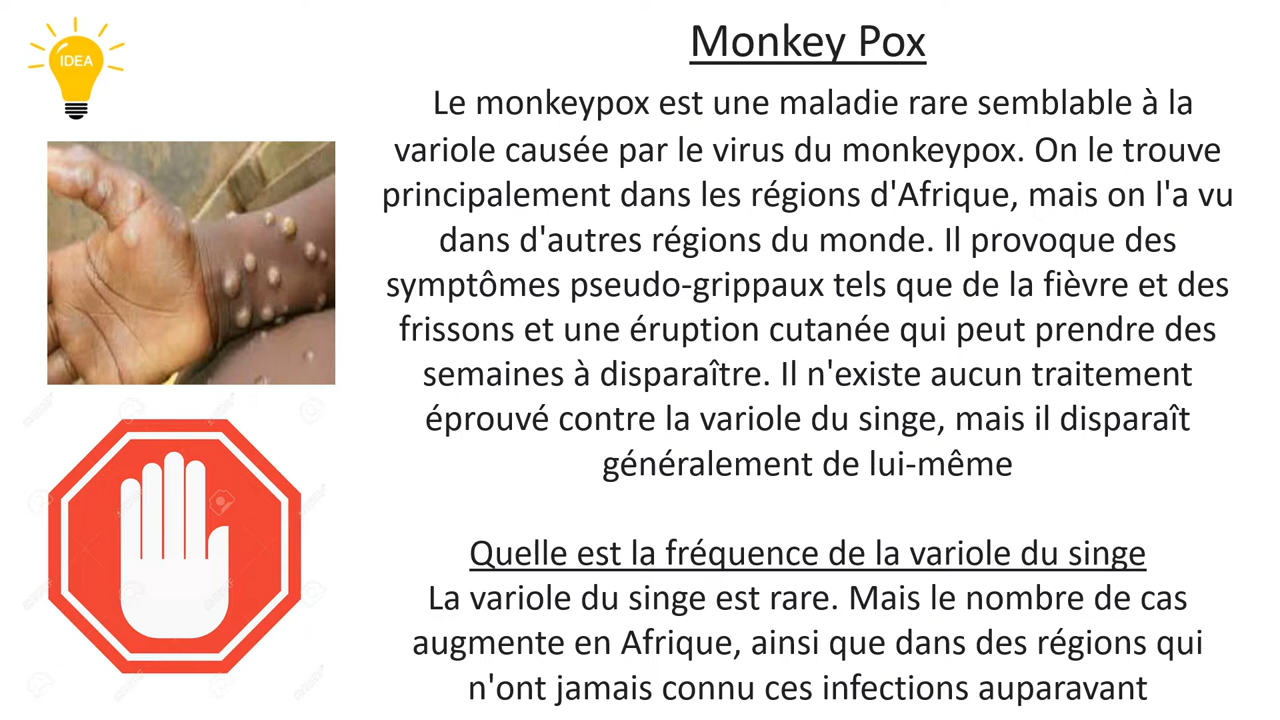 IDEA
Monkey Pox
Le monkeypox est une maladie rare semblable à la
variole causée par le virus du monkeypox. On le trouve
principalement dans les régions d'Afrique, mais on l'a vu
dans d'autres régions du monde. Il provoque des
symptômes pseudo-grippaux tels que de la fièvre et des
frissons et une éruption cutanée qui peut prendre des
semaines à disparaître. Il n'existe aucun traitement
éprouvé contre la variole du singe, mais il disparaît
généralement de lui-même
Quelle est la fréquence de la variole du singe
La variole du singe est rare. Mais le nombre de cas
augmente en Afrique, ainsi que dans des régions qui
n'ont jamais connu ces infections auparavant